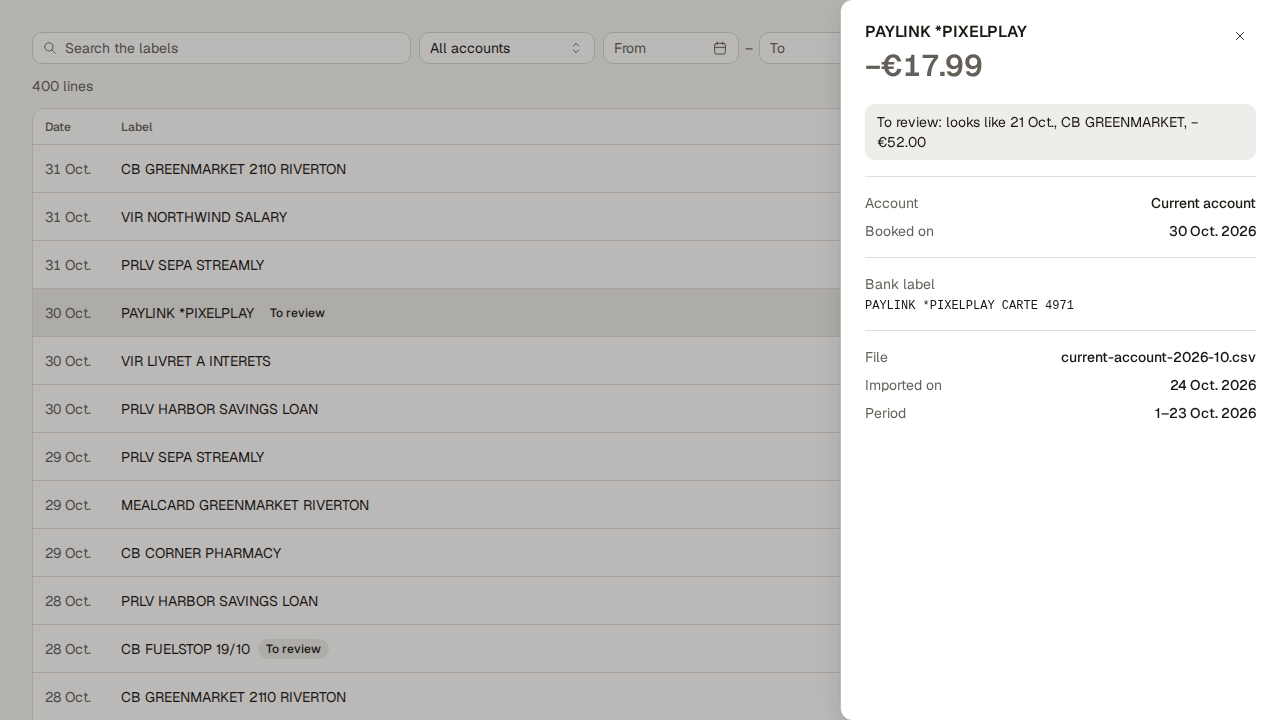 Search the labels
All accounts
From
–
To
400 lines
Date Label
31 Oct. CB GREENMARKET 2110 RIVERTON
31 Oct. VIR NORTHWIND SALARY
31 Oct. PRLV SEPA STREAMLY
30 Oct. PAYLINK *PIXELPLAY To review
30 Oct. VIR LIVRET A INTERETS
30 Oct. PRLV HARBOR SAVINGS LOAN
29 Oct. PRLV SEPA STREAMLY
29 Oct. MEALCARD GREENMARKET RIVERTON
29 Oct. CB CORNER PHARMACY
28 Oct. PRLV HARBOR SAVINGS LOAN
28 Oct. CB FUELSTOP 19/10 To review
28 Oct. CB GREENMARKET 2110 RIVERTON
PAYLINK *PIXELPLAY
–€17.99
To review: looks like 21 Oct., CB GREENMARKET, –
€52.00
Account Current account
Booked on 30 Oct. 2026
Bank label
PAYLINK *PIXELPLAY CARTE 4971
File current-account-2026-10.csv
Imported on 24 Oct. 2026
Period 1–23 Oct. 2026